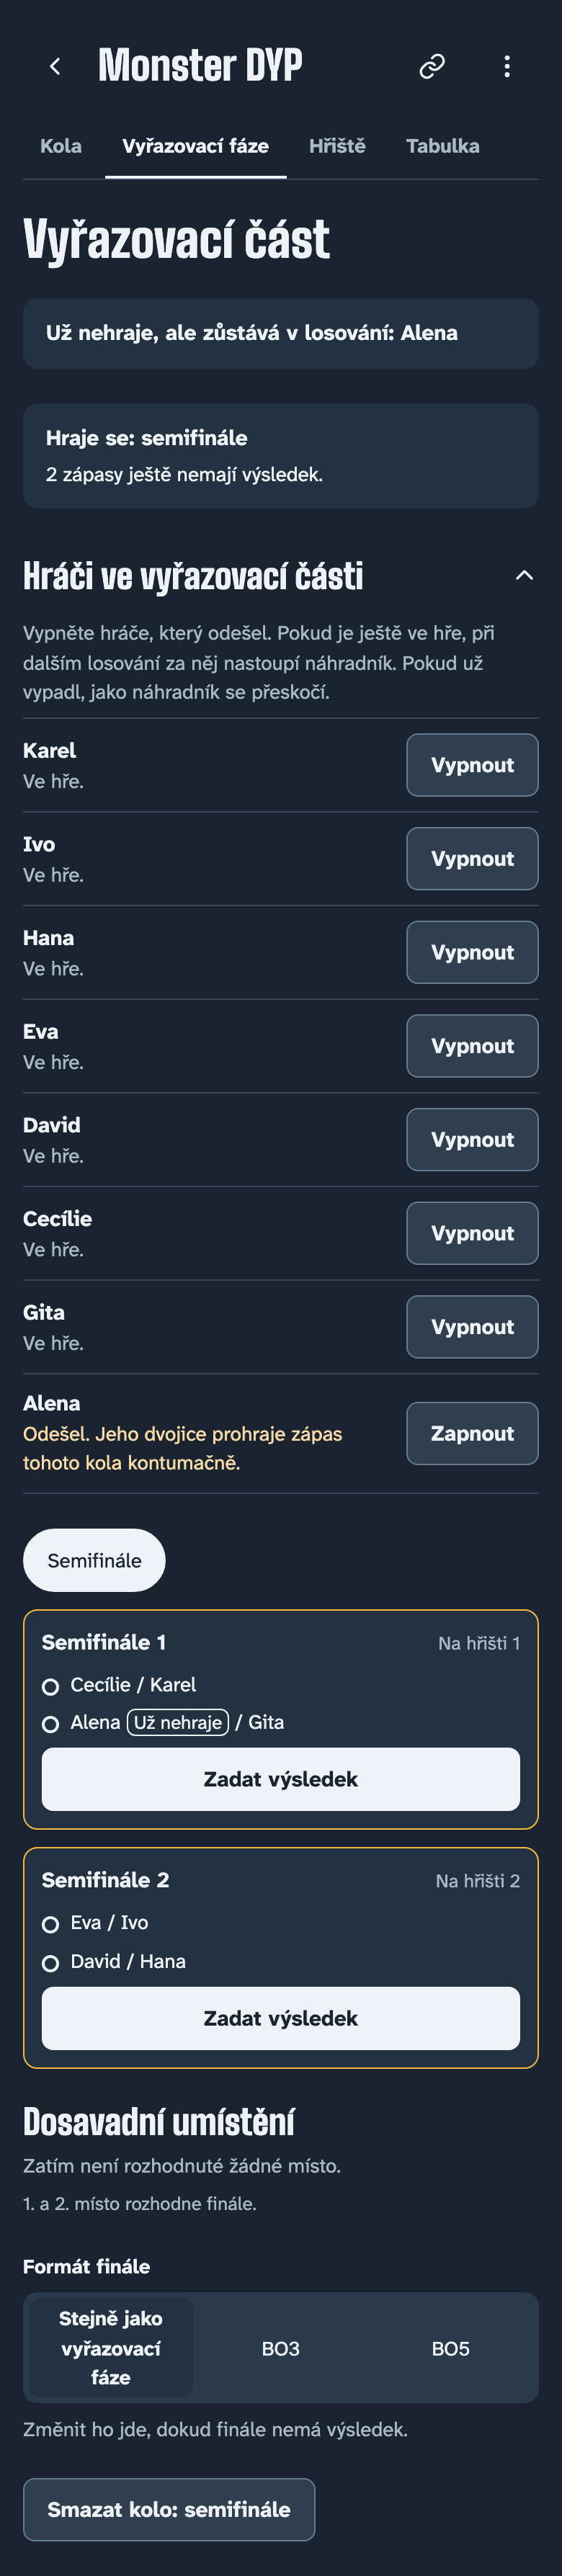 Monster DYP
Kola
Vyřazovací fáze
Hřiště
Tabulka
Vyřazovací část
Už nehraje, ale zůstává v losování: Alena
Hraje se: semifinále
2 zápasy ještě nemají výsledek.
Hráči ve vyřazovací části
Vypněte hráče, který odešel. Pokud je ještě ve hře, při
dalším losování za něj nastoupí náhradník. Pokud už
vypadl, jako náhradník se přeskočí.
Karel
Ve hře.
Vypnout
Ivo
Ve hře.
Vypnout
Hana
Ve hře.
Vypnout
Eva
Ve hře.
Vypnout
David
Ve hře.
Vypnout
Cecílie
Ve hře.
Vypnout
Gita
Ve hře.
Vypnout
Alena
Odešel. Jeho dvojice prohraje zápas
tohoto kola kontumačně.
Zapnout
Semifinále
Semifinále 1
Na hřišti 1
Cecílie / Karel
Alena Už nehraje / Gita
Zadat výsledek
Semifinále 2
Na hřišti 2
Eva / Ivo
David / Hana
Zadat výsledek
Dosavadní umístění
Zatím není rozhodnuté žádné místo.
1. a 2. místo rozhodne finále.
Formát finále
Stejně jako
vyřazovací
fáze
BO3
BO5
Změnit ho jde, dokud finále nemá výsledek.
Smazat kolo: semifinále